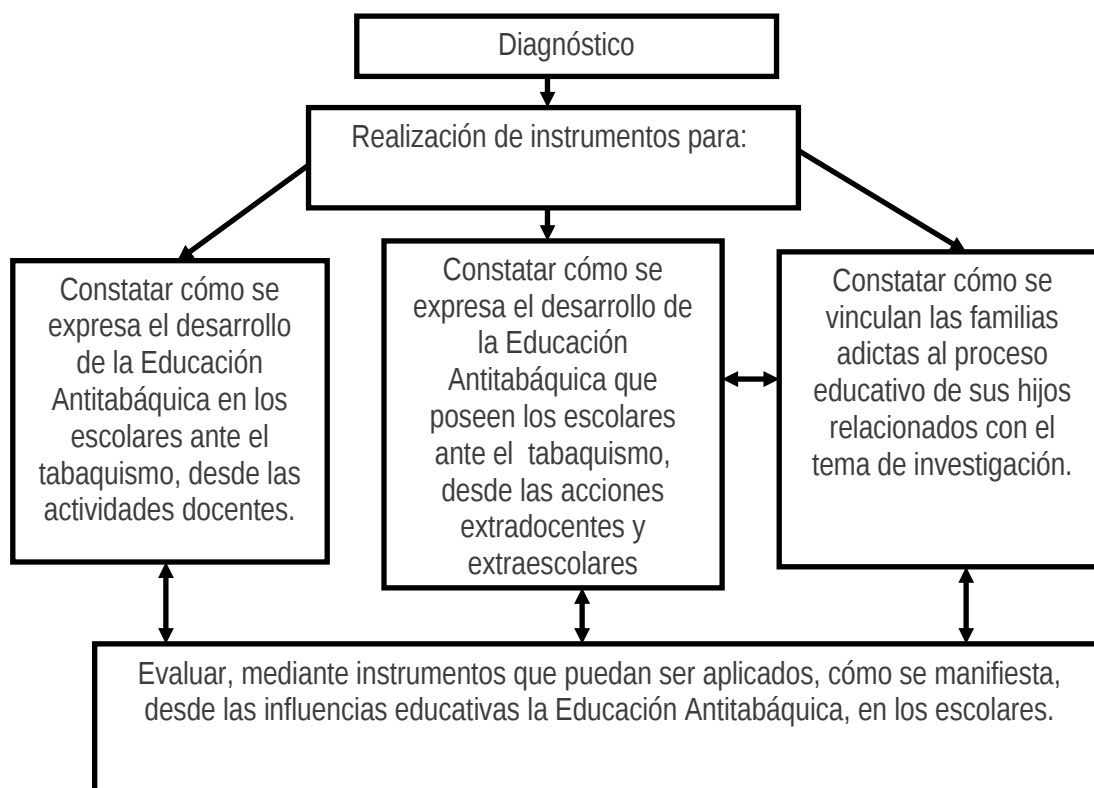 Diagnóstico
Realización de instrumentos para:
Constatar cómo se
expresa el desarrollo
de la Educación
Antitabáquica en los
escolares ante el
tabaquismo, desde las
actividades docentes.
Constatar cómo se
expresa el desarrollo de
la Educación
Antitabáquica que
poseen los escolares
ante el  tabaquismo,
desde las acciones
extradocentes y
extraescolares
Constatar cómo se
vinculan las familias
adictas al proceso
educativo de sus hijos
relacionados con el
tema de investigación.
Evaluar, mediante instrumentos que puedan ser aplicados, cómo se manifiesta,
desde las influencias educativas la Educación Antitabáquica, en los escolares.